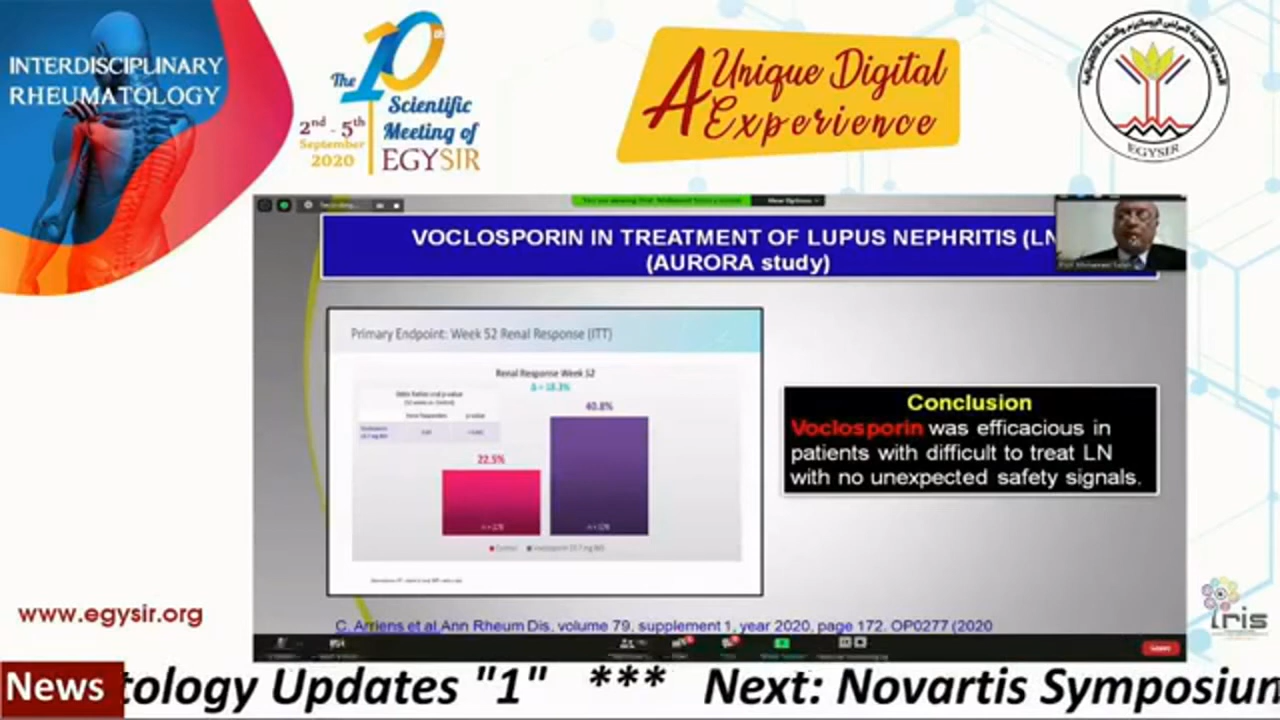 INTERDISCIPLINARY
RHEUMATOLOGY
The 10th
Scientific
Meeting of
EGYSIR
2nd - 5th
September
2020
A Unique Digital
Experience
EGYSIR
View Options
VOCLOSPORIN IN TREATMENT OF LUPUS NEPHRITIS (LN
(AURORA study)
Primary Endpoint: Week 52 Renal Response (ITT)
Renal Response Week 52
Δ = 18.3%
40.8%
22.5%
Control
Conclusion
Voclosporin was efficacious in
patients with difficult to treat LN
with no unexpected safety signals.
C. Arriens et al Ann Rheum Dis, volume 79, supplement 1, year 2020, page 172. OP0277 (2020
www.egysir.org
iris
News
tology Updates "1" *** Next: Novartis Symposium